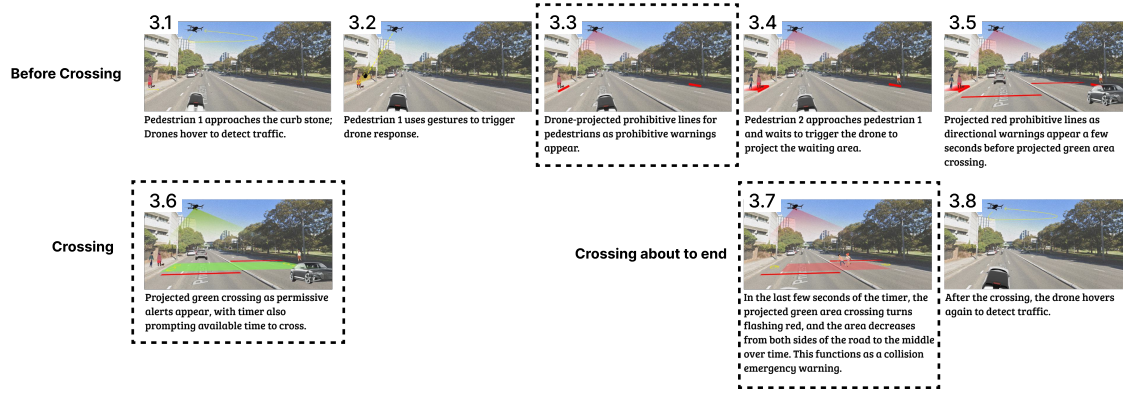 3.1
3.2
3.3
3.4
3.5
Before Crossing
Pedestrian 1 approaches the curb stone;
Drones hover to detect traffic.
Pedestrian 1 uses gestures to trigger
drone response.
Drone-projected prohibitive lines for
pedestrians as prohibitive warnings
appear.
Pedestrian 2 approaches pedestrian 1
and waits to trigger the drone to
project the waiting area.
Projected red prohibitive lines as
directional warnings appear a few
seconds before projected green area
crossing.
3.6
3.7
3.8
Crossing
Crossing about to end
Projected green crossing as permissive
alerts appear, with timer also
prompting available time to cross.
In the last few seconds of the timer, the
projected green area crossing turns
flashing red, and the area decreases
from both sides of the road to the middle
over time. This functions as a collision
emergency warning.
After the crossing, the drone hovers
again to detect traffic.